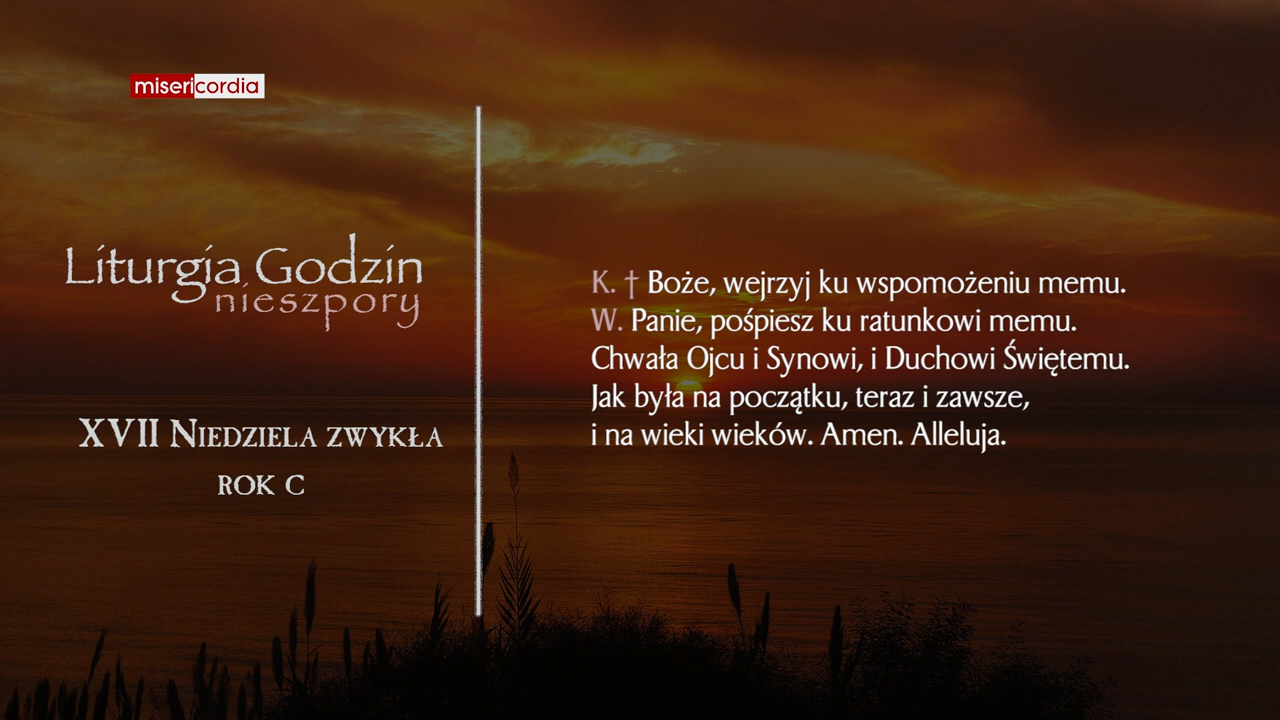 misericordia
Liturgia Godzin
nieszpory
XVII Niedziela zwykła
rok C
K. † Boże, wejrzyj ku wspomożeniu memu.
W. Panie, pośpiesz ku ratunkowi memu.
Chwała Ojcu i Synowi, i Duchowi Świętemu.
Jak była na początku, teraz i zawsze,
i na wieki wieków. Amen. Alleluja.